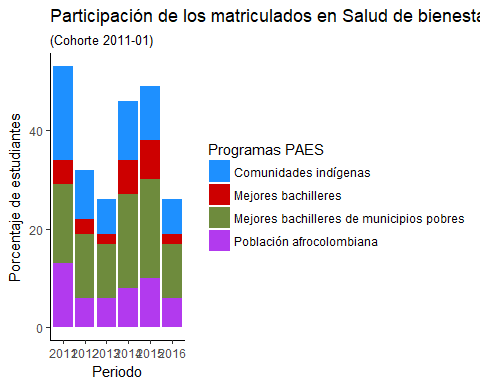 Participación de los matriculados en Salud de bienesta
(Cohorte 2011-01)
Porcentaje de estudiantes
40
20
0
2011 2012 2013 2014 2015 2016
Periodo
Programas PAES
Comunidades indígenas
Mejores bachilleres
Mejores bachilleres de municipios pobres
Población afrocolombiana